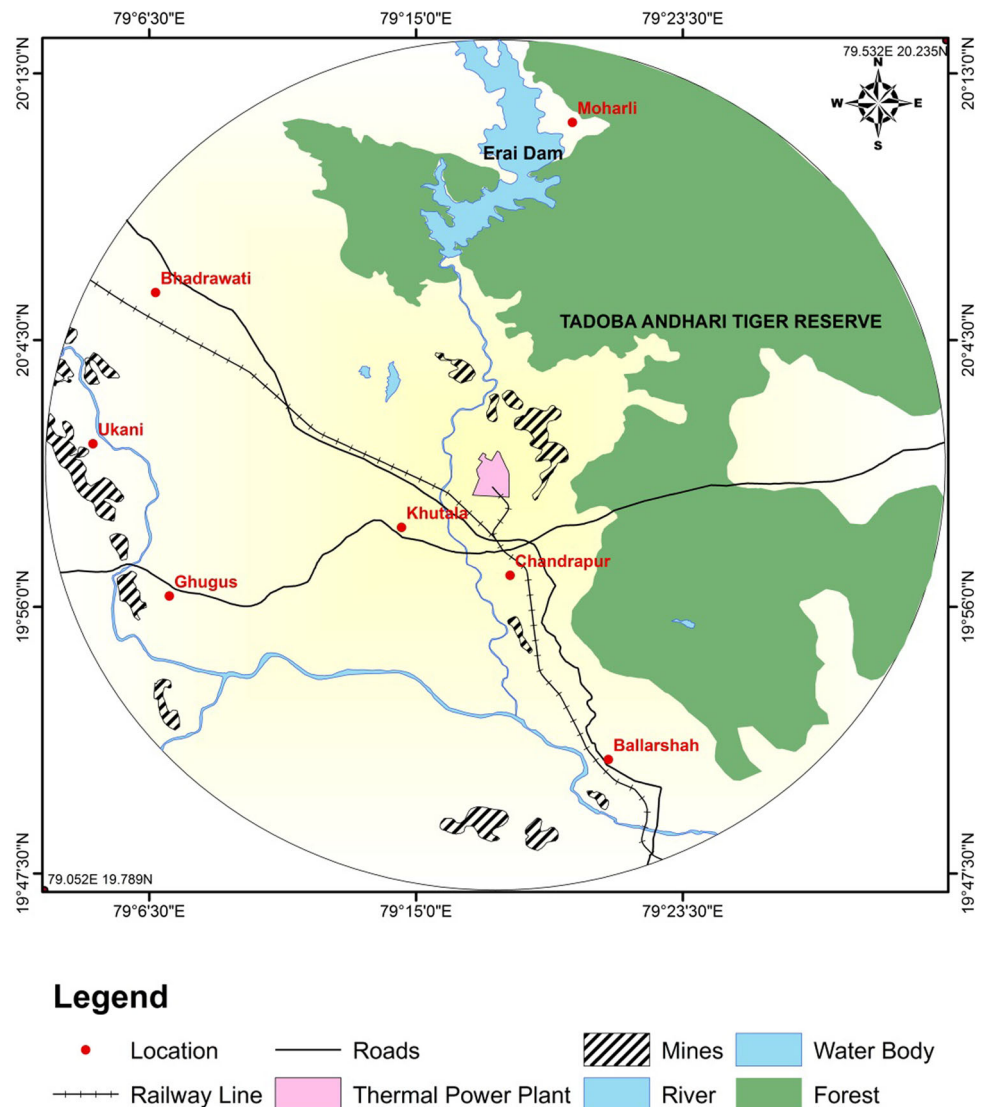 79°6'30"E 79°15'0"E 79°23'30"E
20°13'0"N
20°13'0"N
79.532E 20.235N
N
W E
S
Moharli
Erai Dam
Bhadrawati
TADOBA ANDHARI TIGER RESERVE
20°4'30"N
20°4'30"N
Ukani
Khutala
Chandrapur
Ghugus
19°56'0"N
19°56'0"N
Ballarshah
19°47'30"N
19°47'30"N
79.052E 19.789N
79°6'30"E 79°15'0"E 79°23'30"E
Legend
Location Roads Mines Water Body
Railway Line Thermal Power Plant River Forest